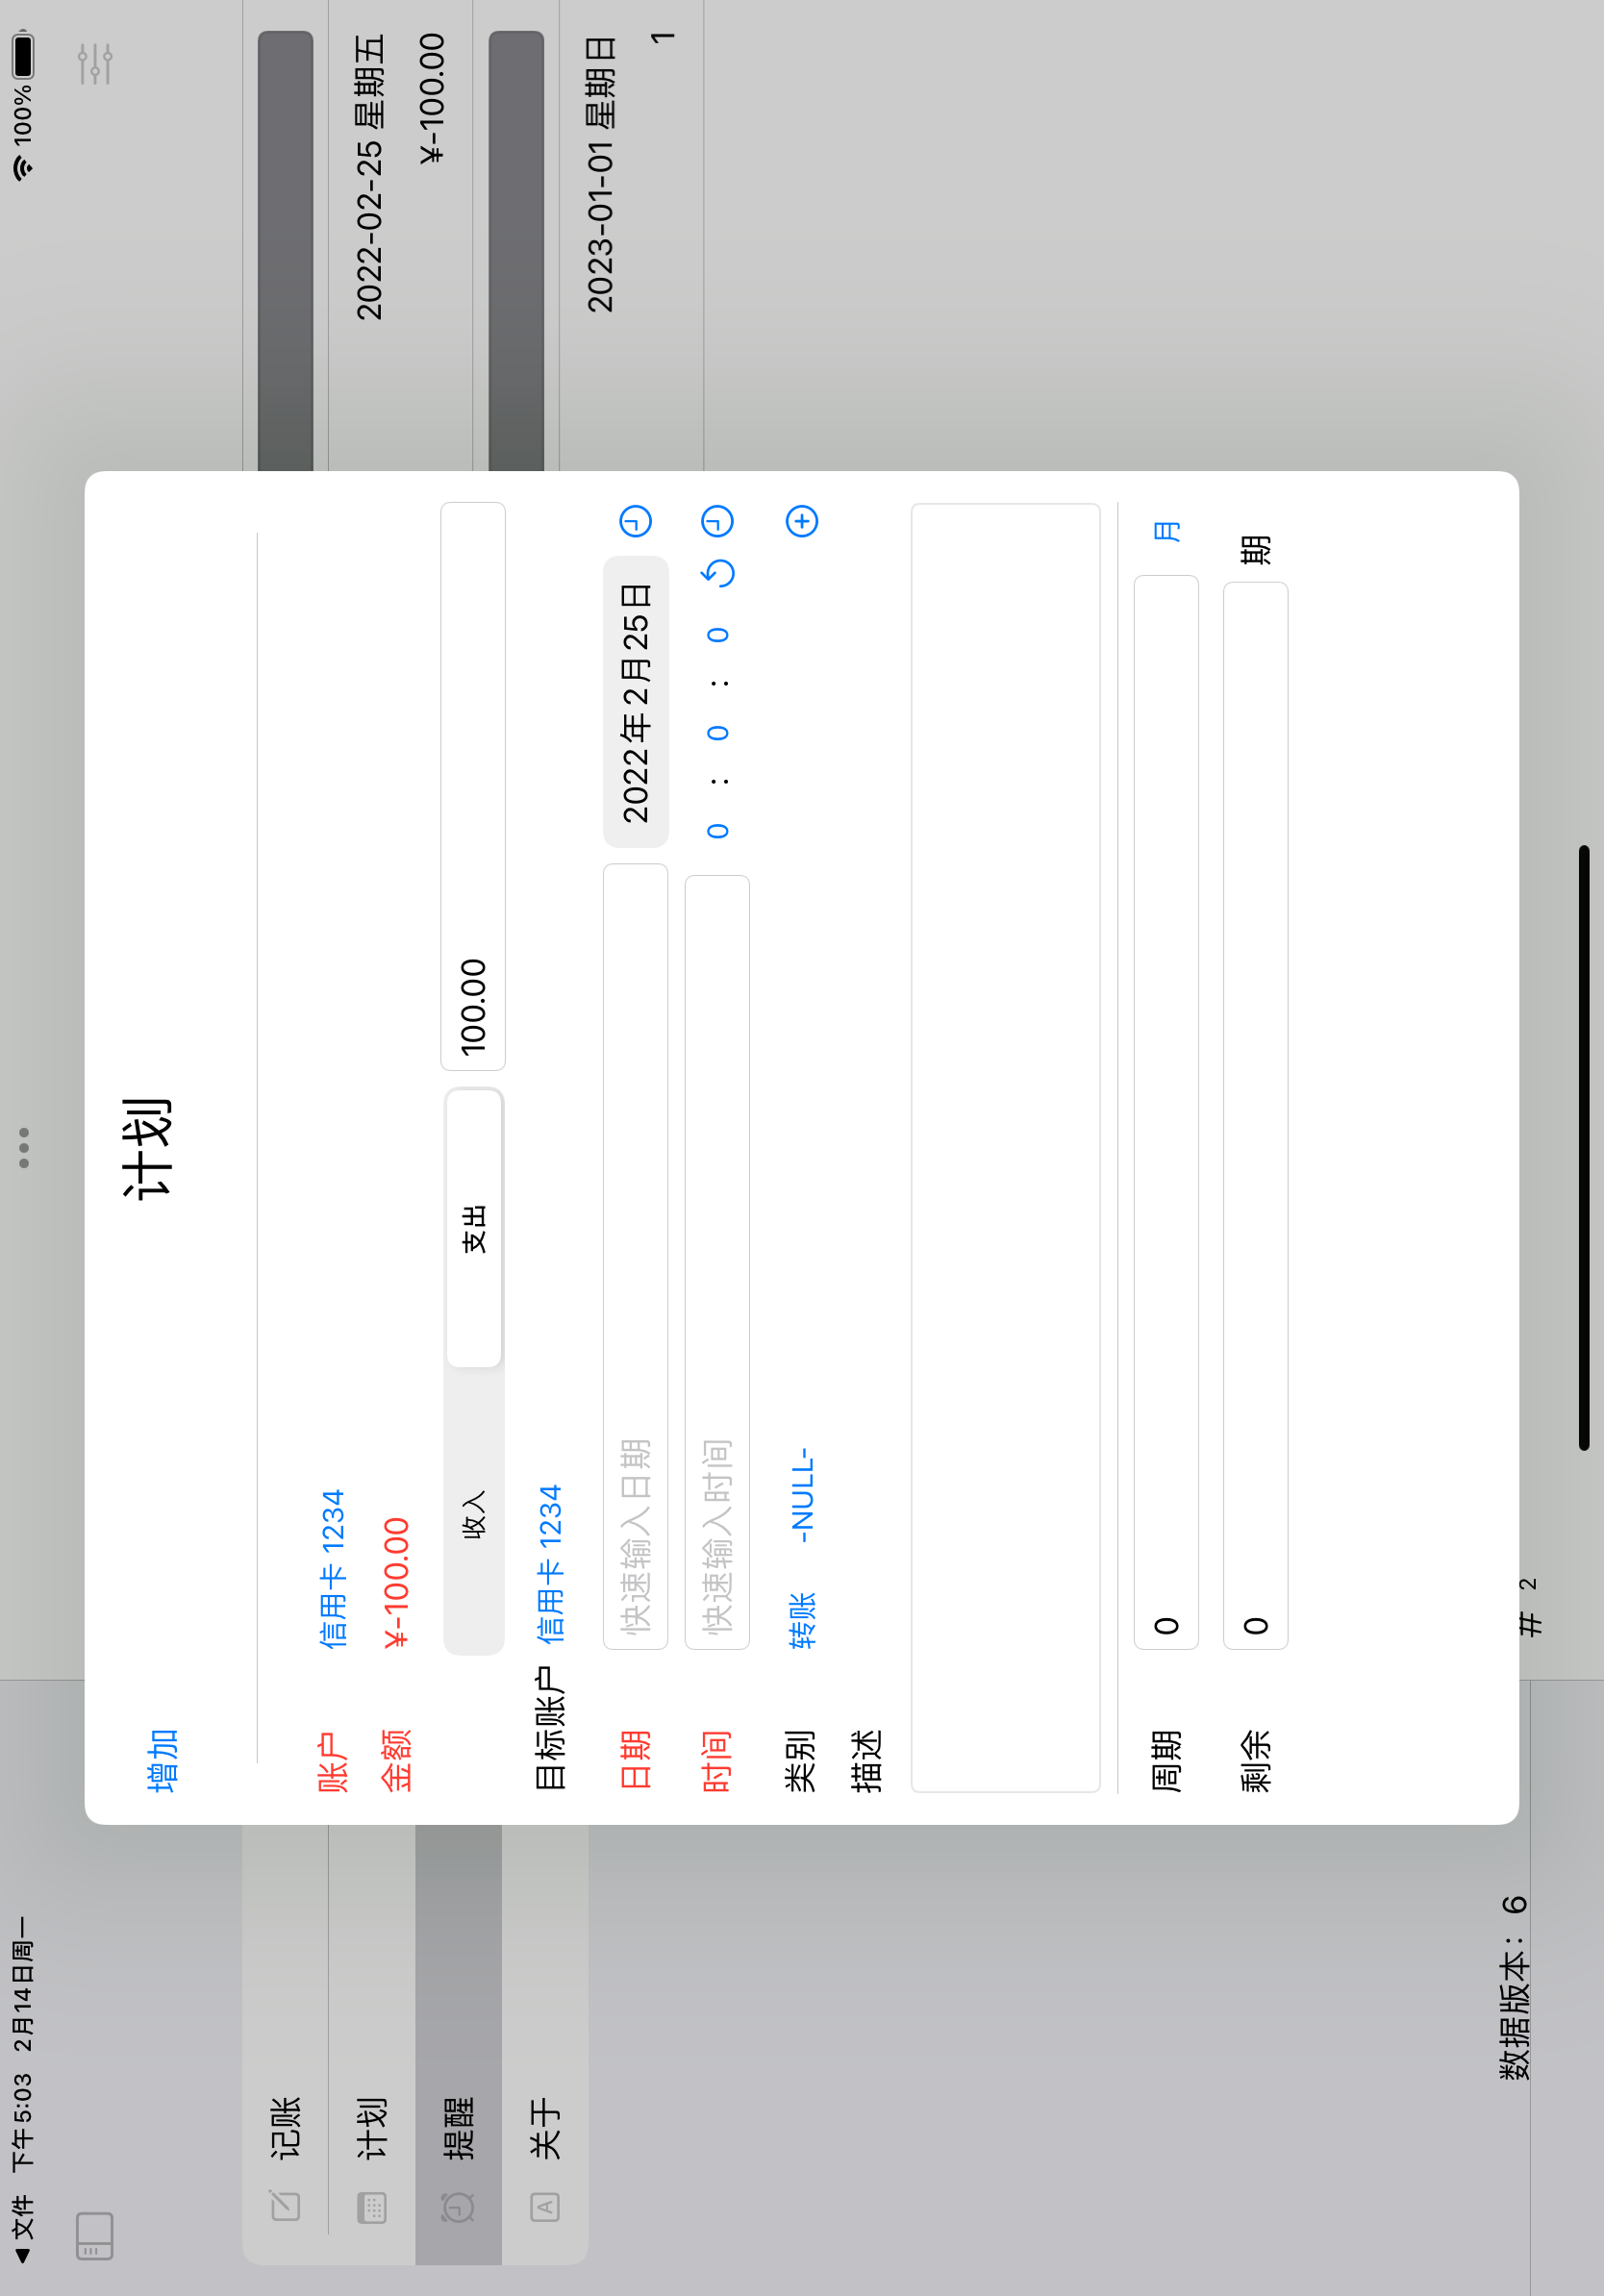 文件 下午5:03 2月14日周一
100%
记账
计划
提醒
关于
数据版本：6
2022-02-25 星期五
¥-100.00
2023-01-01 星期日
1
# 2
计划
增加
账户 信用卡 1234
金额 ¥-100.00
收入 支出 100.00
目标账户 信用卡 1234
日期 快速输入日期 2022年2月25日
时间 快速输入时间 0 : 0 : 0
类别 转账 -NULL-
描述
周期 0 月
剩余 0 期